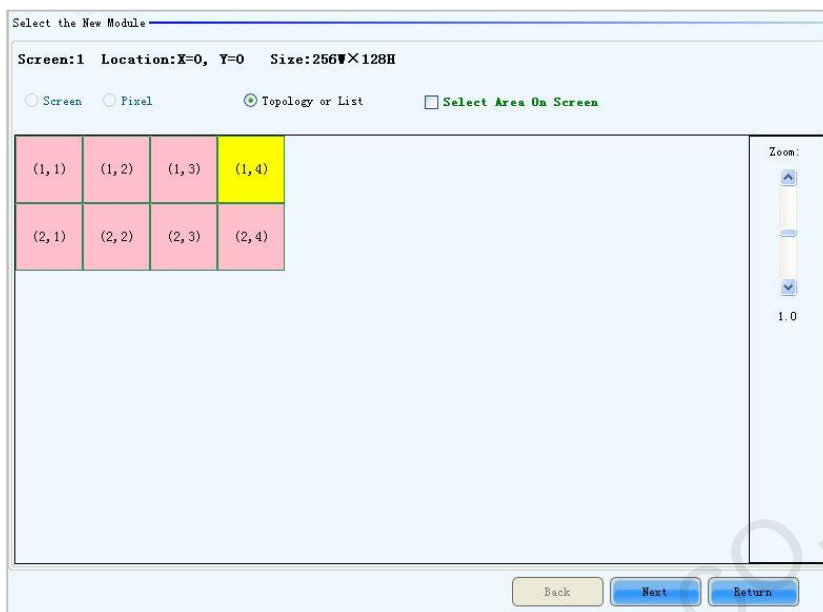 Select the New Module
Screen:1 Location:X=0, Y=0 Size:256W×128H
Screen Pixel Topology or List Select Area On Screen
(1,1) (1,2) (1,3) (1,4) Zoom:
(2,1) (2,2) (2,3) (2,4)
1.0
Back Next Return